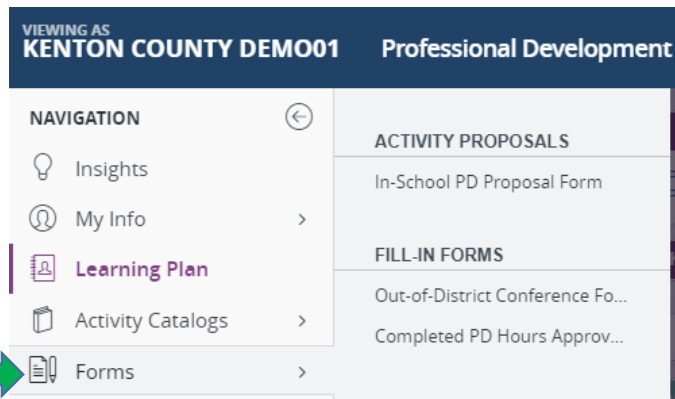 VIEWING AS
KENTON COUNTY DEMO01
Professional Development
NAVIGATION
Insights
My Info
Learning Plan
Activity Catalogs
Forms
ACTIVITY PROPOSALS
In-School PD Proposal Form
FILL-IN FORMS
Out-of-District Conference Fo...
Completed PD Hours Approv...